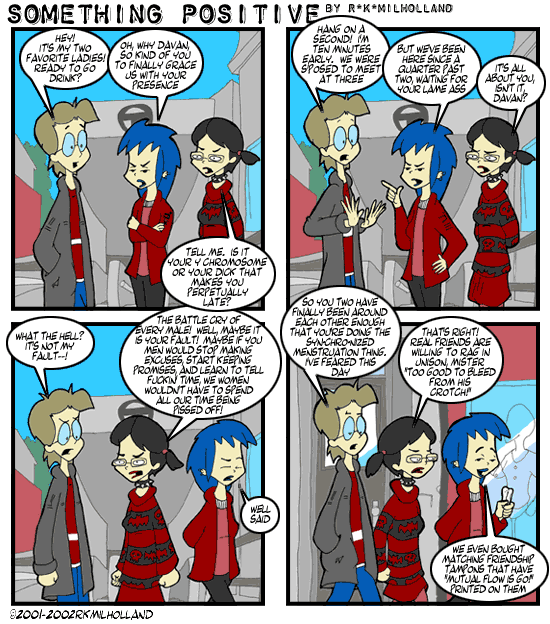 SOMETHING POSITIVE BY R*K*MILHOLLAND
HEY!
IT'S MY TWO
FAVORITE LADIES!
READY TO GO
DRINK?
OH, WHY DAVAN,
SO KIND OF YOU
TO FINALLY GRACE
US WITH YOUR
PRESENCE
TELL ME. IS IT
YOUR Y CHROMOSOME
OR YOUR DICK THAT
MAKES YOU
PERPETUALLY
LATE?
HANG ON A
SECOND! I'M
TEN MINUTES
EARLY. WE WERE
SPOSED TO MEET
AT THREE
BUT WE'VE BEEN
HERE SINCE A
QUARTER PAST
TWO, WAITING FOR
YOUR LAME ASS
IT'S ALL
ABOUT YOU,
ISN'T IT,
DAVAN?
WHAT THE HELL?
IT'S NOT MY
FAULT--!
THE BATTLE CRY OF
EVERY MALE! WELL, MAYBE IT
IS YOUR FAULT! MAYBE IF YOU
MEN WOULD STOP MAKING
EXCUSES, START KEEPING
PROMISES, AND LEARN TO TELL
FUCKIN' TIME, WE WOMEN
WOULDN'T HAVE TO SPEND
ALL OUR TIME BEING
PISSED OFF!
WELL
SAID
SO YOU TWO HAVE
FINALLY BEEN AROUND
EACH OTHER ENOUGH
THAT YOU'RE DOING THE
SYNCHRONIZED
MENSTRUATION THING.
I'VE FEARED THIS
DAY
THAT'S RIGHT!
REAL FRIENDS ARE
WILLING TO RAG IN
UNISON, MISTER
"TOO GOOD TO BLEED
FROM HIS
CROTCH!"
WE EVEN BOUGHT
MATCHING FRIENDSHIP
TAMPONS THAT HAVE
"MUTUAL FLOW IS GO!"
PRINTED ON THEM
©2001-2002RKMILHOLLAND